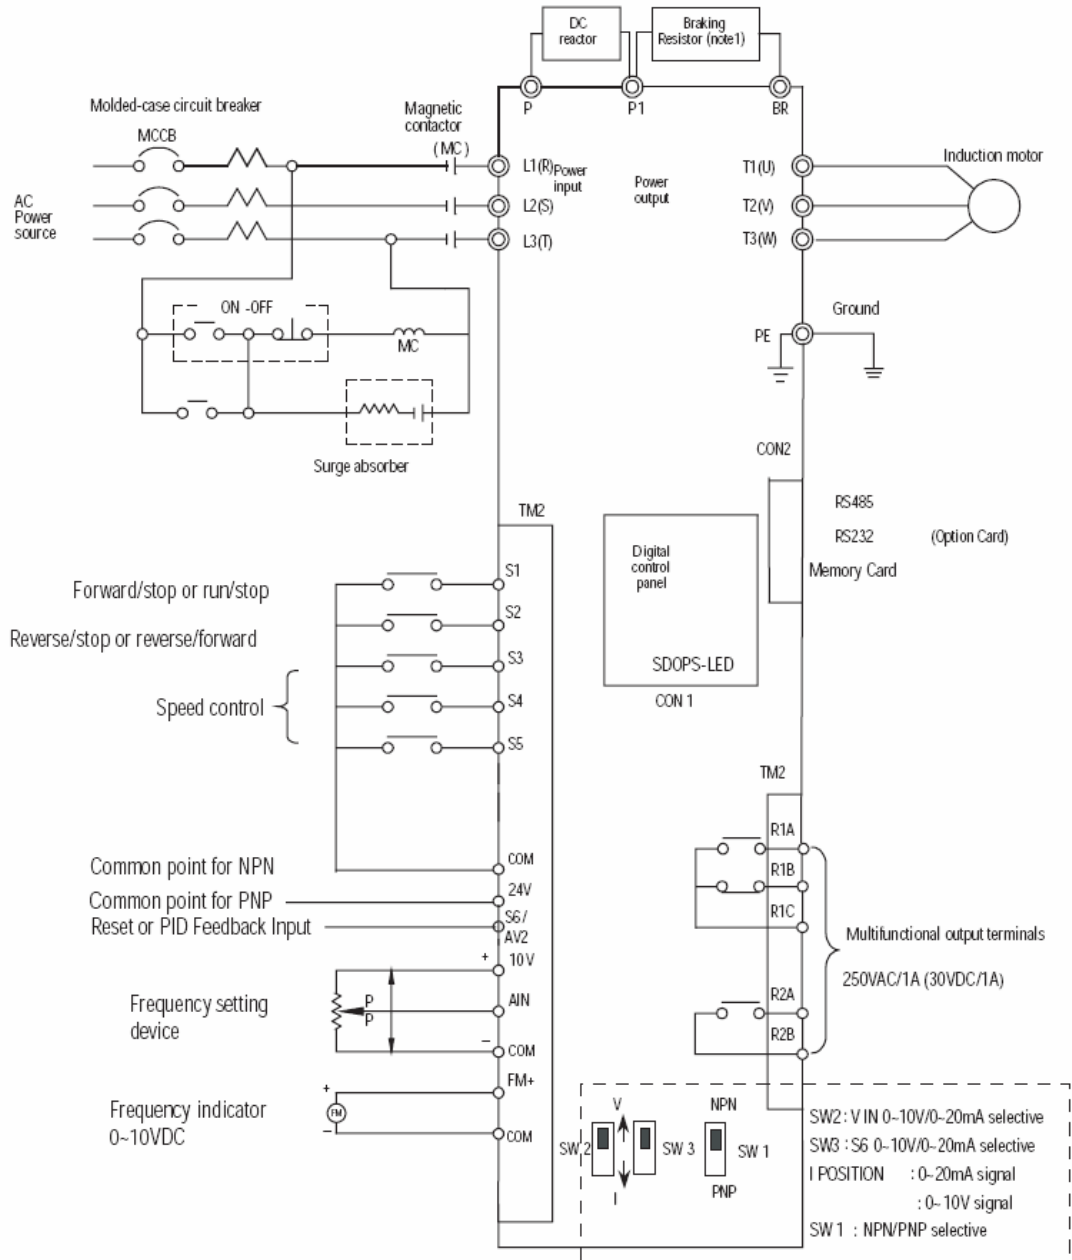 DC
reactor
Braking
Resistor (note1)
P
P1
BR
Molded-case circuit breaker
MCCB
Magnetic
contactor
(MC)
AC
Power
source
L1(R)
Power
input
L2(S)
L3(T)
Power
output
T1(U)
T2(V)
T3(W)
Induction motor
ON -OFF
MC
Surge absorber
PE
Ground
CON2
RS485
RS232
(Option Card)
Memory Card
TM2
Digital
control
panel
SDOPS-LED
CON 1
Forward/stop or run/stop
S1
Reverse/stop or reverse/forward
S2
S3
Speed control
S4
S5
Common point for NPN
COM
Common point for PNP
24V
Reset or PID Feedback Input
S6/
AV2
+
10V
Frequency setting
device
P
P
AIN
–
COM
Frequency indicator
0~10VDC
+
FM
–
FM+
COM
TM2
R1A
R1B
R1C
R2A
R2B
Multifunctional output terminals
250VAC/1A (30VDC/1A)
V
I
SW 2
SW 3
NPN
SW 1
PNP
SW2: V IN 0~10V/0~20mA selective
SW3 : S6 0~10V/0~20mA selective
I POSITION : 0~20mA signal
: 0~10V signal
SW 1 : NPN/PNP selective